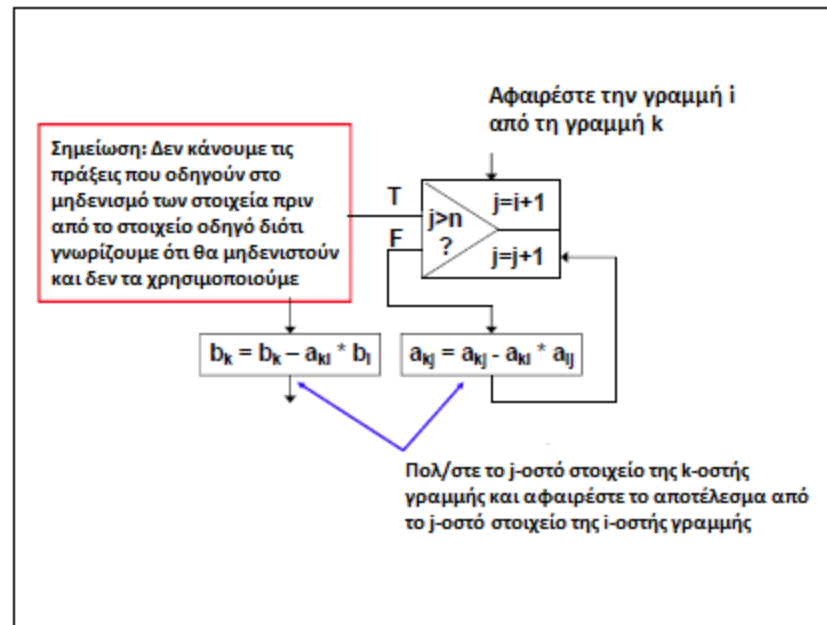 Αφαιρέστε την γραμμή i
από τη γραμμή k
Σημείωση: Δεν κάνουμε τις
πράξεις που οδηγούν στο
μηδενισμό των στοιχεία πριν
από το στοιχείο οδηγό διότι
γνωρίζουμε ότι θα μηδενιστούν
και δεν τα χρησιμοποιούμε
T
F
j>n
?
j=i+1
j=j+1
bₖ = bₖ – aₖᵢ * bᵢ
aₖⱼ = aₖⱼ - aₖᵢ * aᵢⱼ
Πολ/στε το j-οστό στοιχείο της k-οστής
γραμμής και αφαιρέστε το αποτέλεσμα από
το j-οστό στοιχείο της i-οστής γραμμής